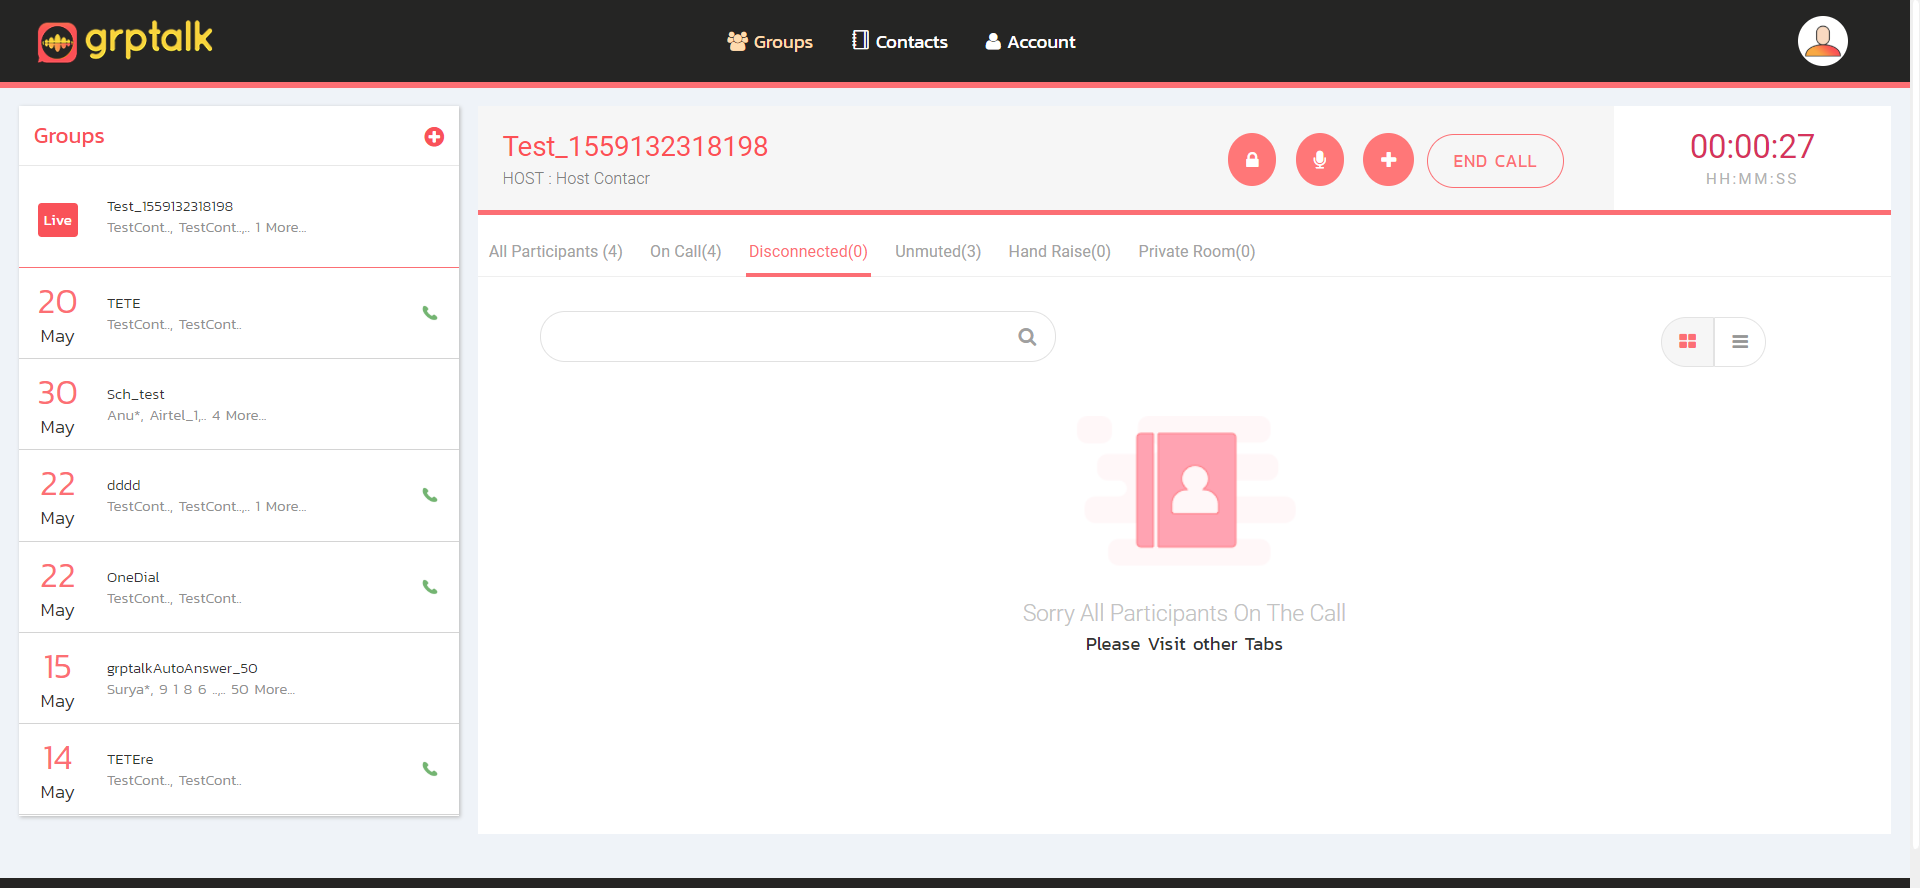 grptalk
Groups
Contacts
Account
Groups
Live
Test_1559132318198
TestCont.., TestCont..,.. 1 More...
20
May
TETE
TestCont.., TestCont..
30
May
Sch_test
Anu*, Airtel_1,.. 4 More...
22
May
dddd
TestCont.., TestCont..,.. 1 More...
22
May
OneDial
TestCont.., TestCont..
15
May
grptalkAutoAnswer_50
Surya*, 9 1 8 6 ..,.. 50 More...
14
May
TETEre
TestCont.., TestCont..
Test_1559132318198
HOST : Host Contacr
END CALL
00:00:27
HH:MM:SS
All Participants (4)
On Call(4)
Disconnected(0)
Unmuted(3)
Hand Raise(0)
Private Room(0)
Sorry All Participants On The Call
Please Visit other Tabs